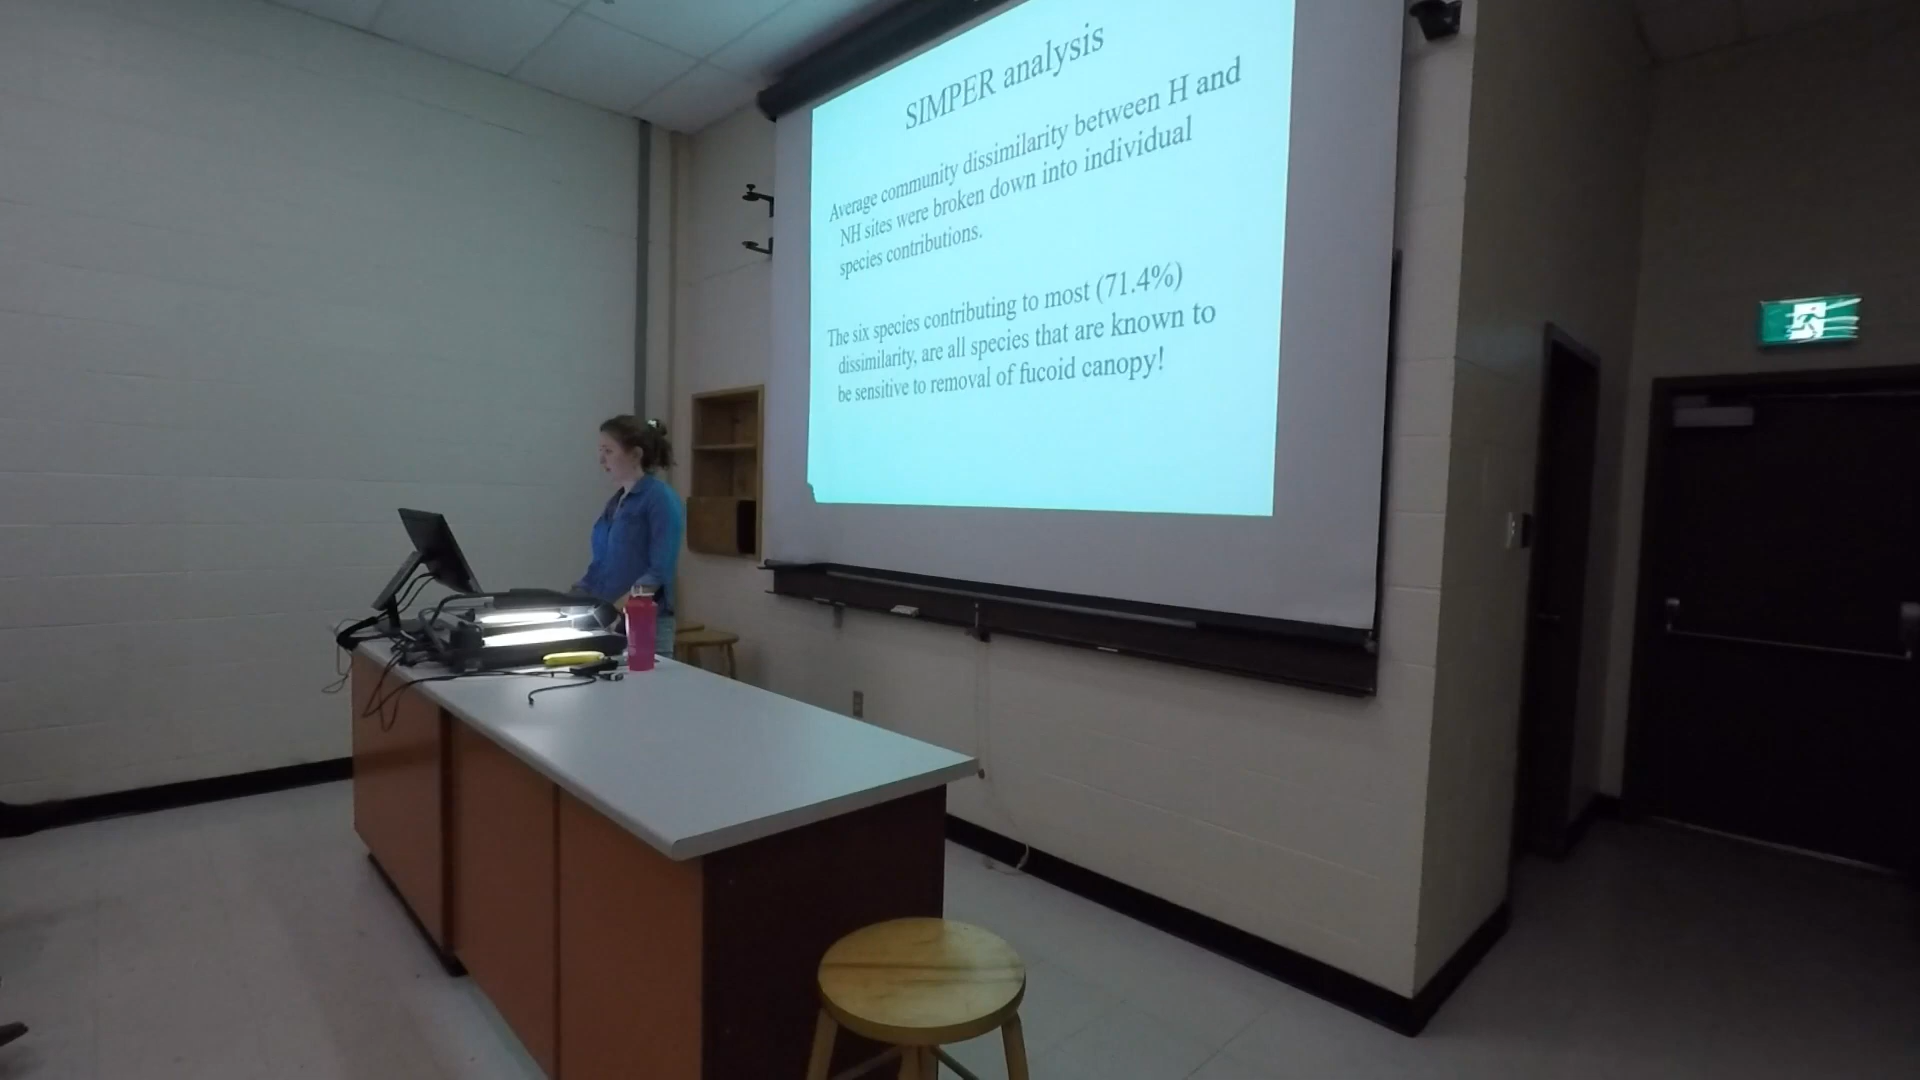 SIMPER analysis
Average community dissimilarity between H and
NH sites were broken down into individual
species contributions.
The six species contributing to most (71.4%)
dissimilarity, are all species that are known to
be sensitive to removal of fucoid canopy!